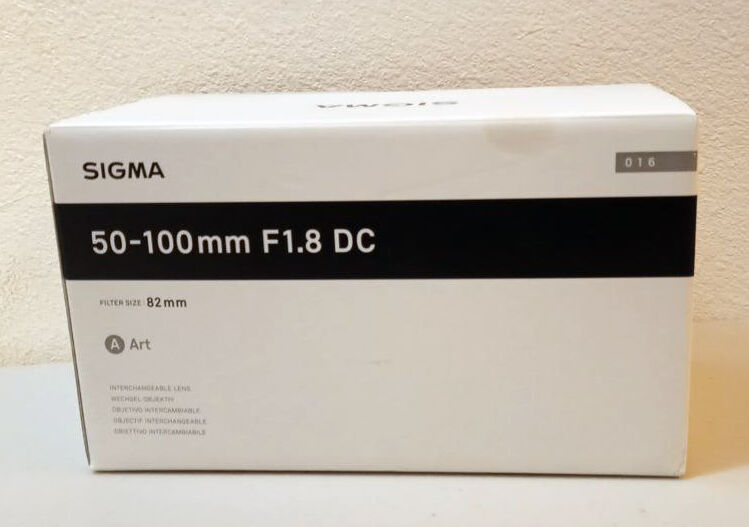 SIGMA
SIGMA
016
50-100mm F1.8 DC
FILTER SIZE: 82mm
A Art
INTERCHANGEABLE LENS
WECHSEL-OBJEKTIV
OBJETIVO INTERCAMBIABLE
OBJECTIF INTERCHANGEABLE
OBIETTIVO INTERCAMBIABILE